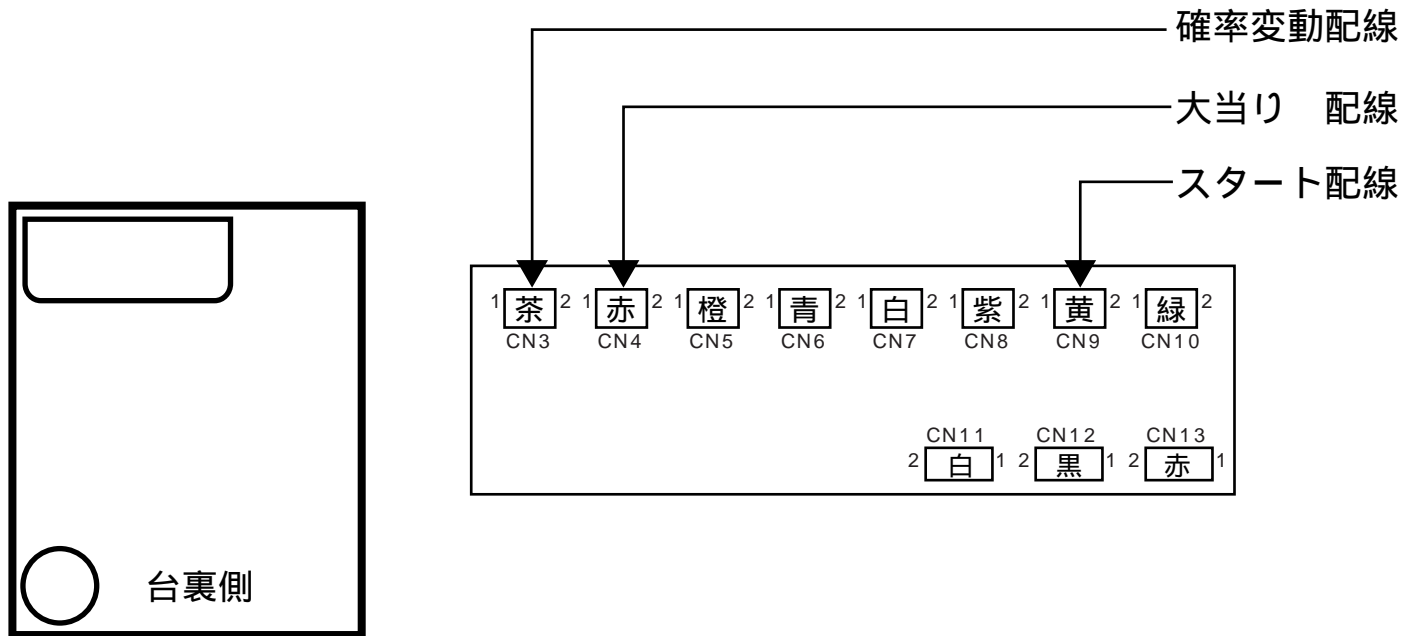 確率変動配線
大当り　配線
スタート配線
1 茶 2 1 赤 2 1 橙 2 1 青 2 1 白 2 1 紫 2 1 黄 2 1 緑 2
CN3 CN4 CN5 CN6 CN7 CN8 CN9 CN10
CN11 CN12 CN13
2 白 1 2 黒 1 2 赤 1
台裏側